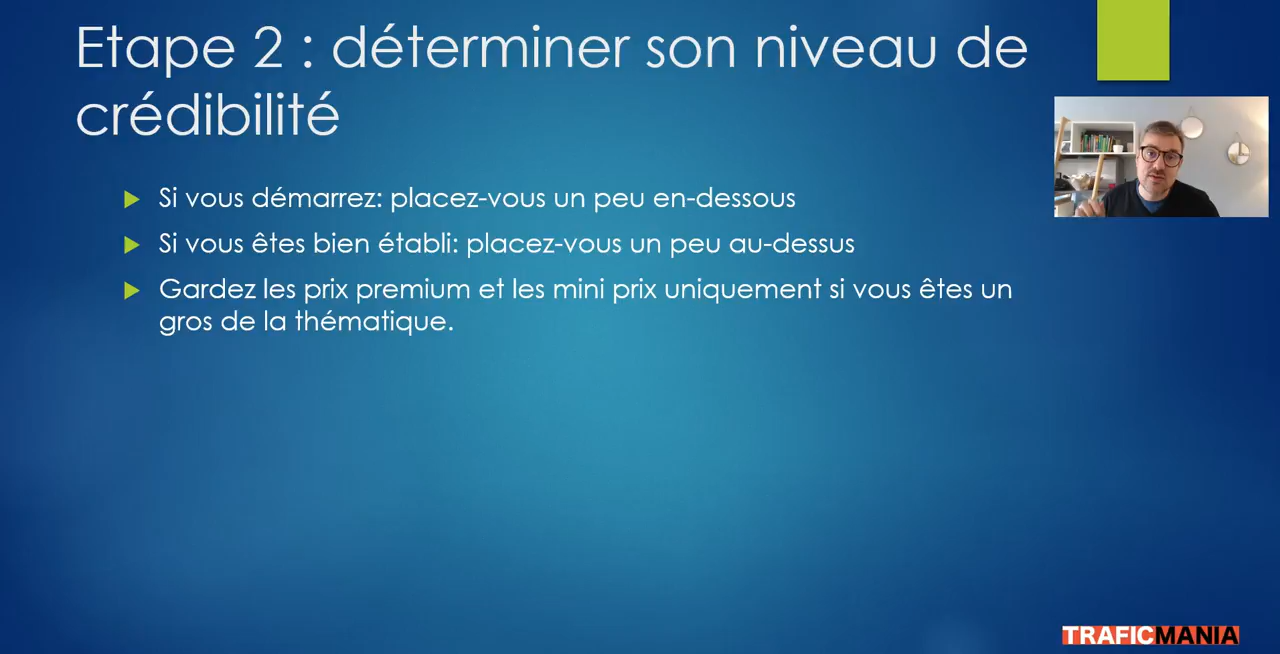 Etape 2 : déterminer son niveau de
crédibilité
Si vous démarrez: placez-vous un peu en-dessous
Si vous êtes bien établi: placez-vous un peu au-dessus
Gardez les prix premium et les mini prix uniquement si vous êtes un
gros de la thématique.
TRAFICMANIA